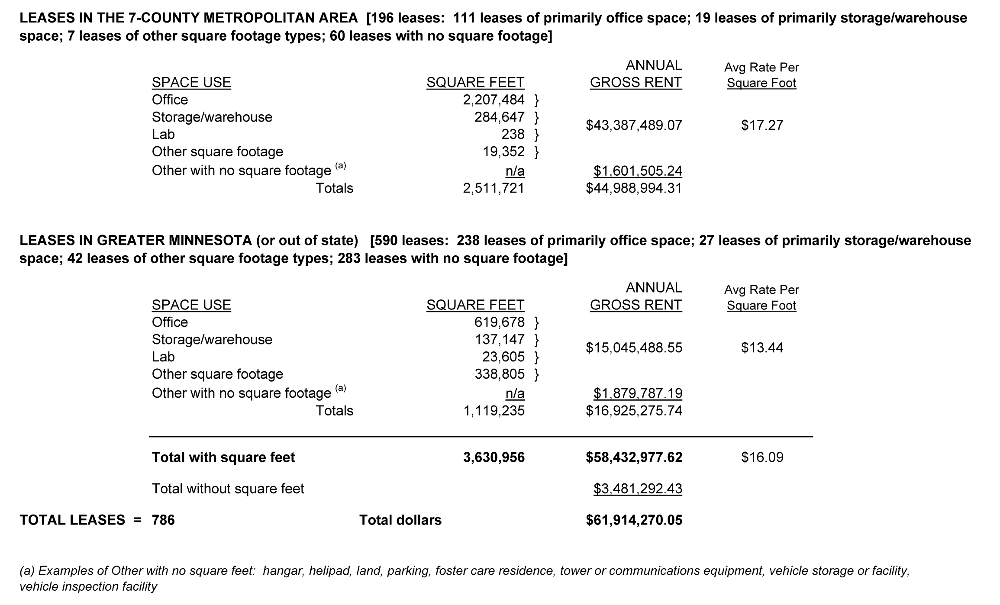 LEASES IN THE 7-COUNTY METROPOLITAN AREA [196 leases: 111 leases of primarily office space; 19 leases of primarily storage/warehouse
space; 7 leases of other square footage types; 60 leases with no square footage]
ANNUAL Avg Rate Per
SPACE USE SQUARE FEET GROSS RENT Square Foot
Office 2,207,484 }
Storage/warehouse 284,647 }
$43,387,489.07 $17.27
Lab 238 }
Other square footage 19,352 }
Other with no square footage (a) n/a $1,601,505.24
Totals 2,511,721 $44,988,994.31
LEASES IN GREATER MINNESOTA (or out of state) [590 leases: 238 leases of primarily office space; 27 leases of primarily storage/warehouse
space; 42 leases of other square footage types; 283 leases with no square footage]
ANNUAL Avg Rate Per
SPACE USE SQUARE FEET GROSS RENT Square Foot
Office 619,678 }
Storage/warehouse 137,147 }
$15,045,488.55 $13.44
Lab 23,605 }
Other square footage 338,805 }
Other with no square footage (a) n/a $1,879,787.19
Totals 1,119,235 $16,925,275.74
Total with square feet 3,630,956 $58,432,977.62 $16.09
Total without square feet $3,481,292.43
TOTAL LEASES = 786 Total dollars $61,914,270.05
(a) Examples of Other with no square feet: hangar, helipad, land, parking, foster care residence, tower or communications equipment, vehicle storage or facility,
vehicle inspection facility